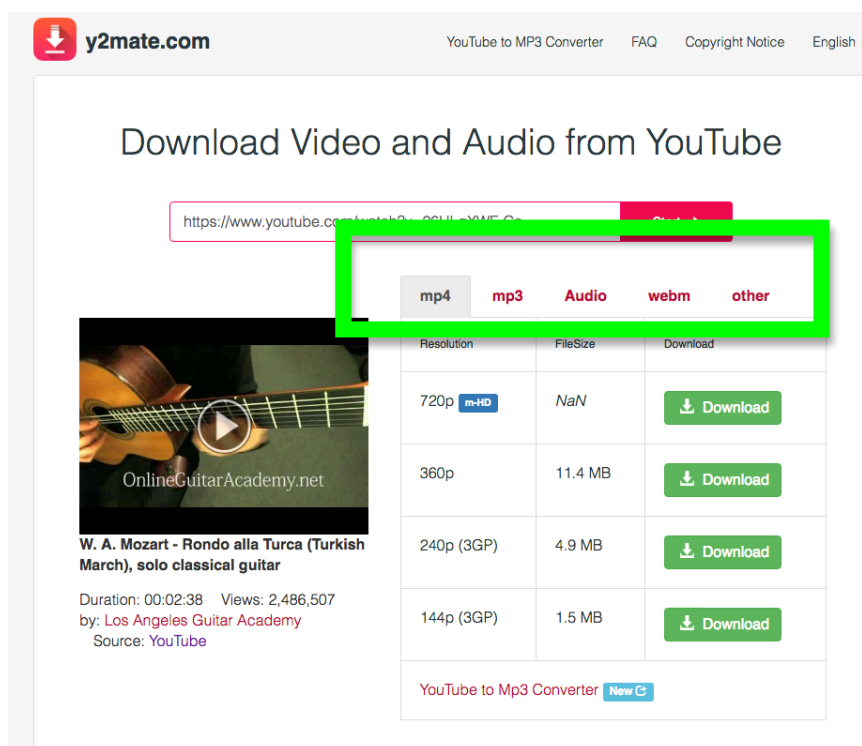 y2mate.com
YouTube to MP3 Converter FAQ Copyright Notice English
Download Video and Audio from YouTube
https://www.youtube.com/watch?v=
Start
mp4 mp3 Audio webm other
Resolution FileSize Download
720p m-HD NaN Download
360p 11.4 MB Download
240p (3GP) 4.9 MB Download
144p (3GP) 1.5 MB Download
YouTube to Mp3 Converter New
OnlineGuitarAcademy.net
W. A. Mozart - Rondo alla Turca (Turkish
March), solo classical guitar
Duration: 00:02:38 Views: 2,486,507
by: Los Angeles Guitar Academy
Source: YouTube